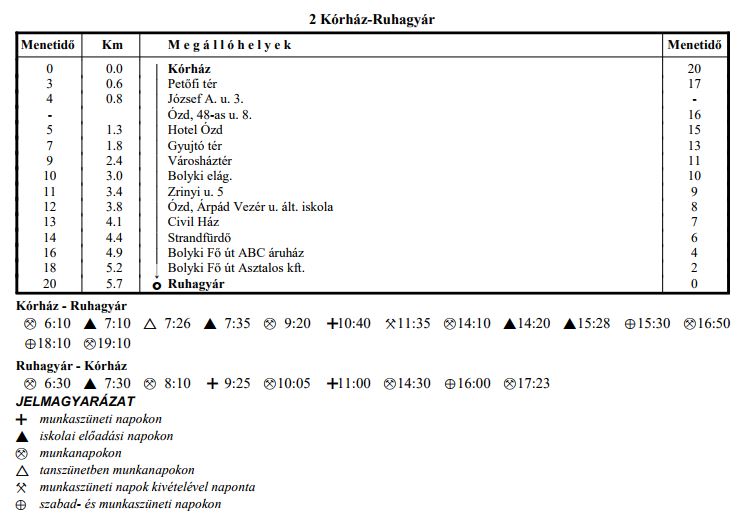 2 Kórház-Ruhagyár
Menetidő Km Megállóhelyek Menetidő
0 0.0 Kórház 20
3 0.6 Petőfi tér 17
4 0.8 József A. u. 3. -
- Ózd, 48-as u. 8. 16
5 1.3 Hotel Ózd 15
7 1.8 Gyujtó tér 13
9 2.4 Városháztér 11
10 3.0 Bolyki elág. 10
11 3.4 Zrinyi u. 5 9
12 3.8 Ózd, Árpád Vezér u. ált. iskola 8
13 4.1 Civil Ház 7
14 4.4 Strandfürdő 6
16 4.9 Bolyki Fő út ABC áruház 4
18 5.2 Bolyki Fő út Asztalos kft. 2
20 5.7 Ruhagyár 0
Kórház - Ruhagyár
⚒ 6:10 ▲ 7:10 △ 7:26 ▲ 7:35 ⚒ 9:20 +10:40 ⚒11:35 ⚒14:10 ▲14:20 ▲15:28 ⊕15:30 ⚒16:50
⊕18:10 ⚒19:10
Ruhagyár - Kórház
⚒ 6:30 ▲ 7:30 ⚒ 8:10 + 9:25 ⚒10:05 +11:00 ⚒14:30 ⊕16:00 ⚒17:23
JELMAGYARÁZAT
+ munkaszüneti napokon
▲ iskolai előadási napokon
⚒ munkanapokon
△ tanszünetben munkanapokon
⚒ munkaszüneti napok kivételével naponta
⊕ szabad- és munkaszüneti napokon